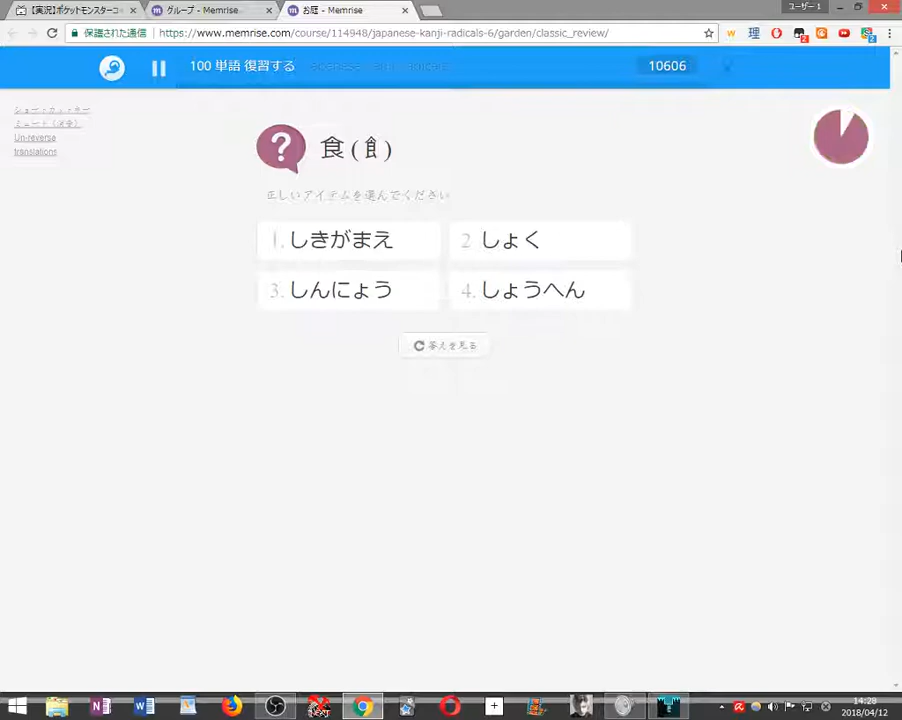 【実況】ポケットモンスターコ
グループ - Memrise
お庭 - Memrise
ユーザー 1
保護された通信
https://www.memrise.com/course/114948/japanese-kanji-radicals-6/garden/classic_review/
100 単語 復習する
10606
Un-reverse
translations
食 (飠)
正しいアイテムを選んでください
1. しきがまえ
2 しょく
3. しんにょう
4. しょうへん
答えを見る
14:28
2018/04/12